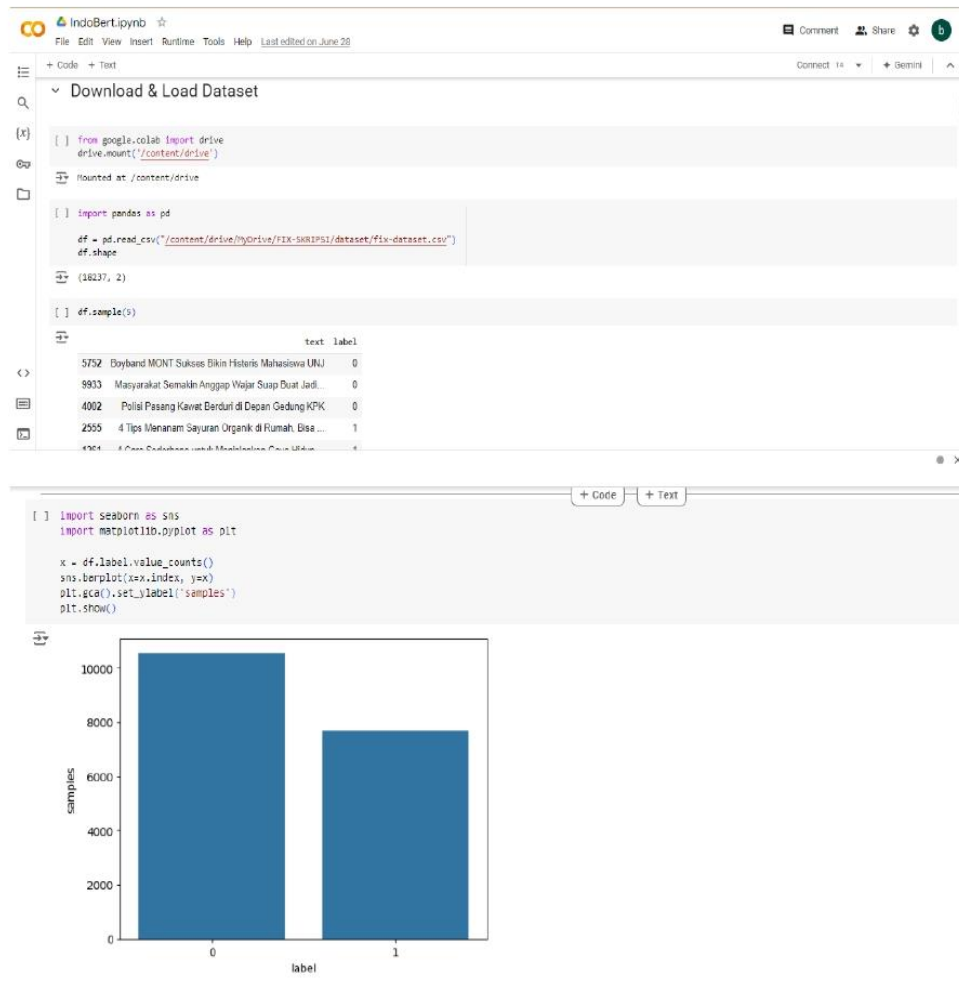 CO IndoBert.ipynb
File Edit View Insert Runtime Tools Help Last edited on June 28
Comment Share b
+ Code + Text
Connect T4 Gemini
Download & Load Dataset
{x}
[ ] from google.colab import drive
drive.mount('/content/drive')
Mounted at /content/drive
[ ] import pandas as pd
df = pd.read_csv("/content/drive/MyDrive/FIX-SKRIPSI/dataset/fix-dataset.csv")
df.shape
(18237, 2)
[ ] df.sample(5)
text label
5752 Boyband MONT Sukses Bikin Histeris Mahasiswa UNJ 0
9933 Masyarakat Semakin Anggap Wajar Suap Buat Jadi... 0
4002 Polisi Pasang Kawat Berduri di Depan Gedung KPK 0
2555 4 Tips Menanam Sayuran Organik di Rumah, Bisa ... 1
1
+ Code + Text
[ ] import seaborn as sns
import matplotlib.pyplot as plt
x = df.label.value_counts()
sns.barplot(x=x.index, y=x)
plt.gca().set_ylabel('samples')
plt.show()
10000
8000
6000
4000
2000
0
samples
0 1
label